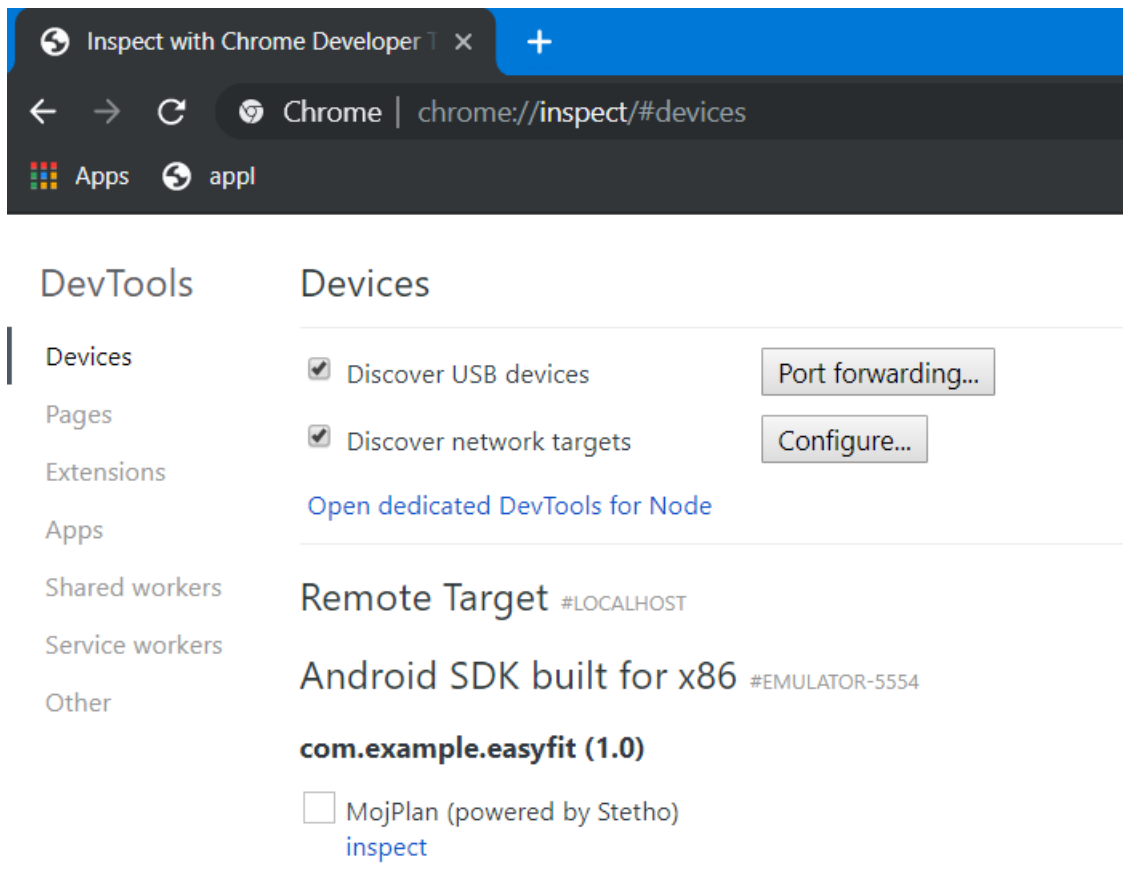 Inspect with Chrome Developer T
Chrome | chrome://inspect/#devices
Apps appl
DevTools
Devices
Pages
Extensions
Apps
Shared workers
Service workers
Other
Devices
Discover USB devices Port forwarding...
Discover network targets Configure...
Open dedicated DevTools for Node
Remote Target #LOCALHOST
Android SDK built for x86 #EMULATOR-5554
com.example.easyfit (1.0)
MojPlan (powered by Stetho)
inspect